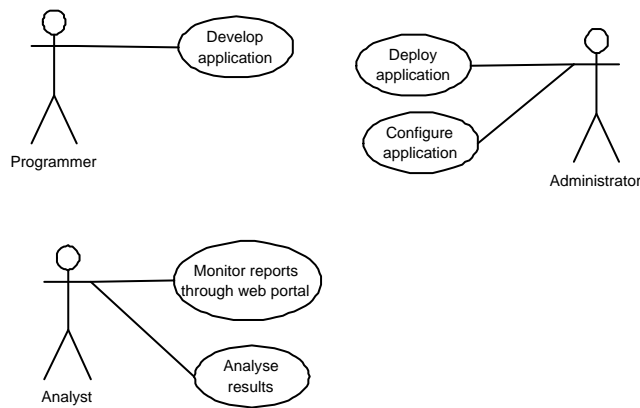 Develop
application
Programmer
Deploy
application
Configure
application
Administrator
Monitor reports
through web portal
Analyse
results
Analyst